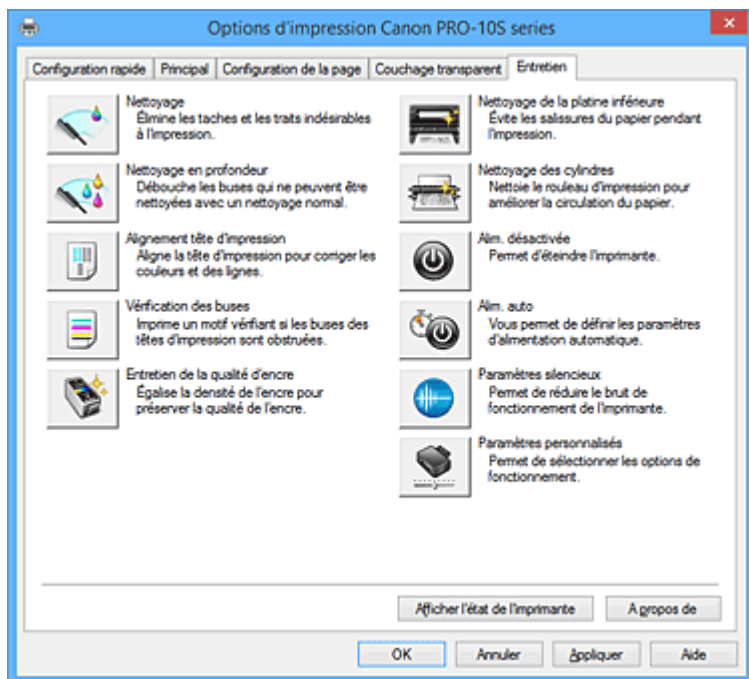 Options d'impression Canon PRO-10S series
Configuration rapide
Principal
Configuration de la page
Couchage transparent
Entretien
Nettoyage
Élimine les taches et les traits indésirables
à l'impression.
Nettoyage en profondeur
Débouche les buses qui ne peuvent être
nettoyées avec un nettoyage normal.
Alignement tête d'impression
Aligne la tête d'impression pour corriger les
couleurs et des lignes.
Vérification des buses
Imprime un motif vérifiant si les buses des
têtes d'impression sont obstruées.
Entretien de la qualité d'encre
Égalise la densité de l'encre pour
préserver la qualité de l'encre.
Nettoyage de la platine inférieure
Évite les salissures du papier pendant
l'impression.
Nettoyage des cylindres
Nettoie le rouleau d'impression pour
améliorer la circulation du papier.
Alim. désactivée
Permet d'éteindre l'imprimante.
Alim. auto
Vous permet de définir les paramètres
d'alimentation automatique.
Paramètres silencieux
Permet de réduire le bruit de
fonctionnement de l'imprimante.
Paramètres personnalisés
Permet de sélectionner les options de
fonctionnement.
Afficher l'état de l'imprimante
A propos de
OK
Annuler
Appliquer
Aide